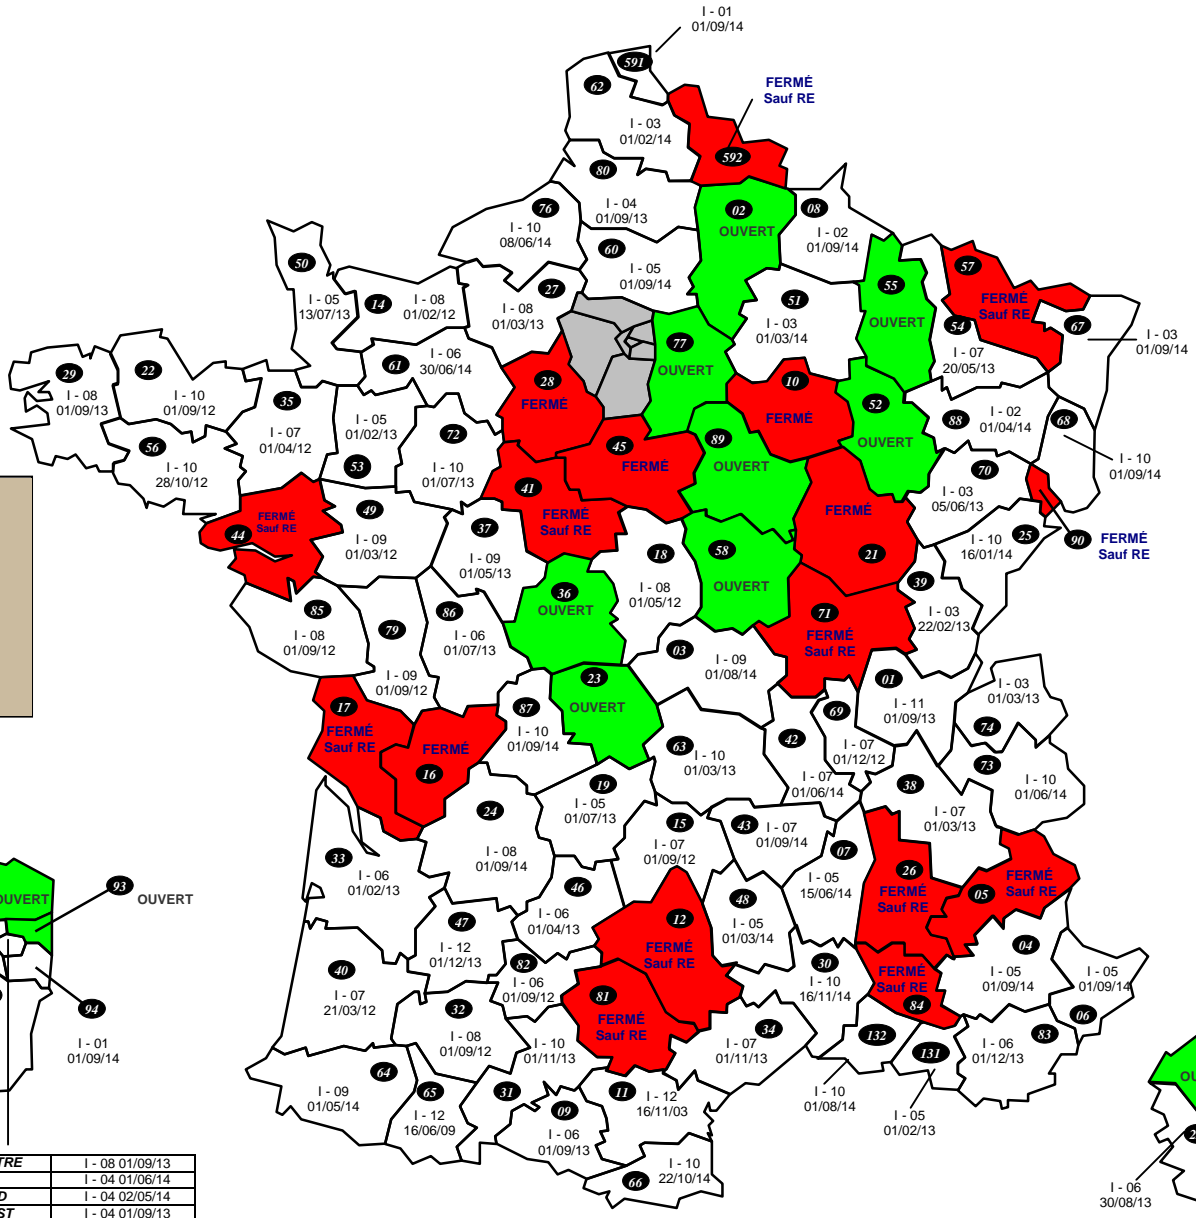 I - 01
01/09/14
591
62
FERMÉ
Sauf RE
I - 03
01/02/14
592
80
I - 04
01/09/13
76
I - 10
08/06/14
02
OUVERT
08
I - 02
01/09/14
60
I - 05
01/09/14
50
I - 05
13/07/13
14
I - 08
01/02/12
27
I - 08
01/03/13
51
I - 03
01/03/14
55
OUVERT
57
FERMÉ
Sauf RE
54
I - 07
20/05/13
67
I - 03
01/09/14
77
OUVERT
61
I - 06
30/06/14
28
FERMÉ
10
FERMÉ
52
OUVERT
29
I - 08
01/09/13
22
I - 10
01/09/12
35
I - 07
01/04/12
I - 05
01/02/13
53
72
I - 10
01/07/13
45
FERMÉ
89
OUVERT
88
I - 02
01/04/14
68
I - 10
01/09/14
56
I - 10
28/10/12
70
I - 03
05/06/13
41
FERMÉ
Sauf RE
FERMÉ
21
44
FERMÉ
Sauf RE
49
I - 09
01/03/12
37
I - 09
01/05/13
18
I - 08
01/05/12
58
OUVERT
25
I - 10
16/01/14
90
FERMÉ
Sauf RE
36
OUVERT
39
I - 03
22/02/13
85
I - 08
01/09/12
79
I - 09
01/09/12
86
I - 06
01/07/13
71
FERMÉ
Sauf RE
03
I - 09
01/08/14
01
I - 11
01/09/13
I - 03
01/03/13
74
17
FERMÉ
Sauf RE
FERMÉ
16
87
I - 10
01/09/14
23
OUVERT
63
I - 10
01/03/13
42
I - 07
01/06/14
69
I - 07
01/12/12
73
I - 10
01/06/14
38
I - 07
01/03/13
24
I - 08
01/09/14
19
I - 05
01/07/13
15
I - 07
01/09/12
43
I - 07
01/09/14
07
I - 05
15/06/14
26
FERMÉ
Sauf RE
05
FERMÉ
Sauf RE
33
I - 06
01/02/13
46
I - 06
01/04/13
48
I - 05
01/03/14
12
FERMÉ
Sauf RE
47
I - 12
01/12/13
04
I - 05
01/09/14
I - 05
01/09/14
06
OUVERT
93
OUVERT
94
I - 01
01/09/14
40
I - 07
21/03/12
82
I - 06
01/09/12
81
FERMÉ
Sauf RE
30
I - 10
16/11/14
FERMÉ
Sauf RE
84
32
I - 08
01/09/12
I - 10
01/11/13
31
34
I - 07
01/11/13
132
I - 10
01/08/14
131
I - 05
01/02/13
83
I - 06
01/12/13
64
I - 09
01/05/14
65
I - 12
16/06/09
09
I - 06
01/09/13
11
I - 12
16/11/03
66
I - 10
22/10/14
I - 06
30/08/13
TRE I - 08 01/09/13
I - 04 01/06/14
D I - 04 02/05/14
ST I - 04 01/09/13